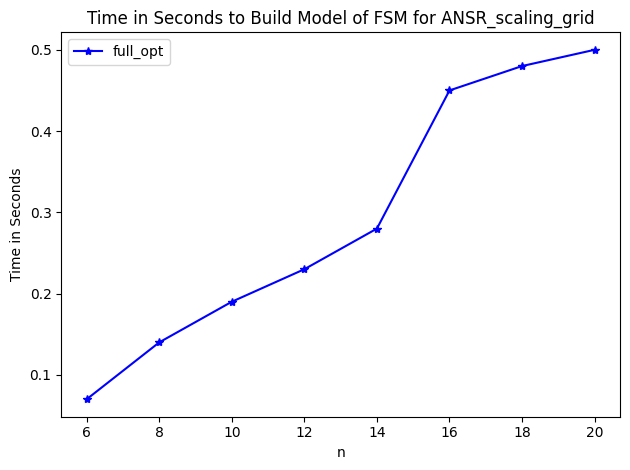 Time in Seconds to Build Model of FSM for ANSR_scaling_grid
full_opt
Time in Seconds
0.5
0.4
0.3
0.2
0.1
6 8 10 12 14 16 18 20
n